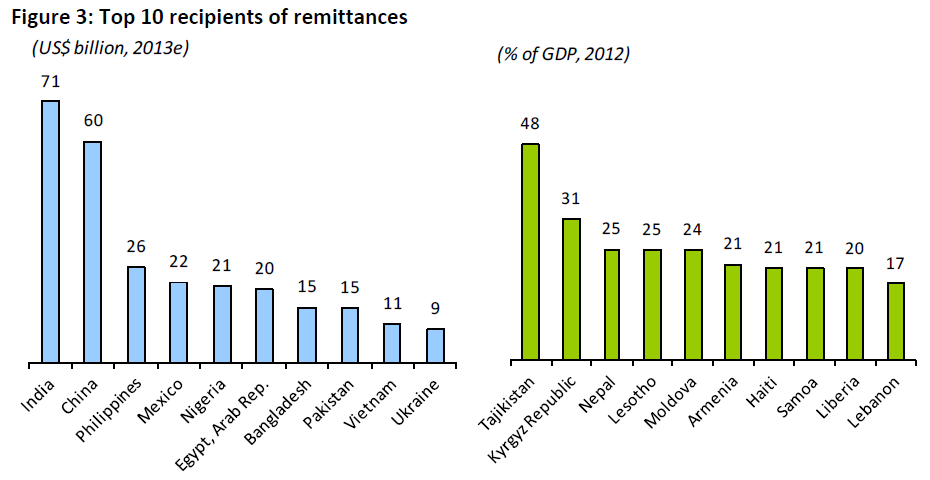 Figure 3: Top 10 recipients of remittances
(US$ billion, 2013e)
71
60
26
22
21
20
15
15
11
9
India
China
Philippines
Mexico
Nigeria
Egypt, Arab Rep.
Bangladesh
Pakistan
Vietnam
Ukraine
(% of GDP, 2012)
48
31
25
25
24
21
21
21
20
17
Tajikistan
Kyrgyz Republic
Nepal
Lesotho
Moldova
Armenia
Haiti
Samoa
Liberia
Lebanon